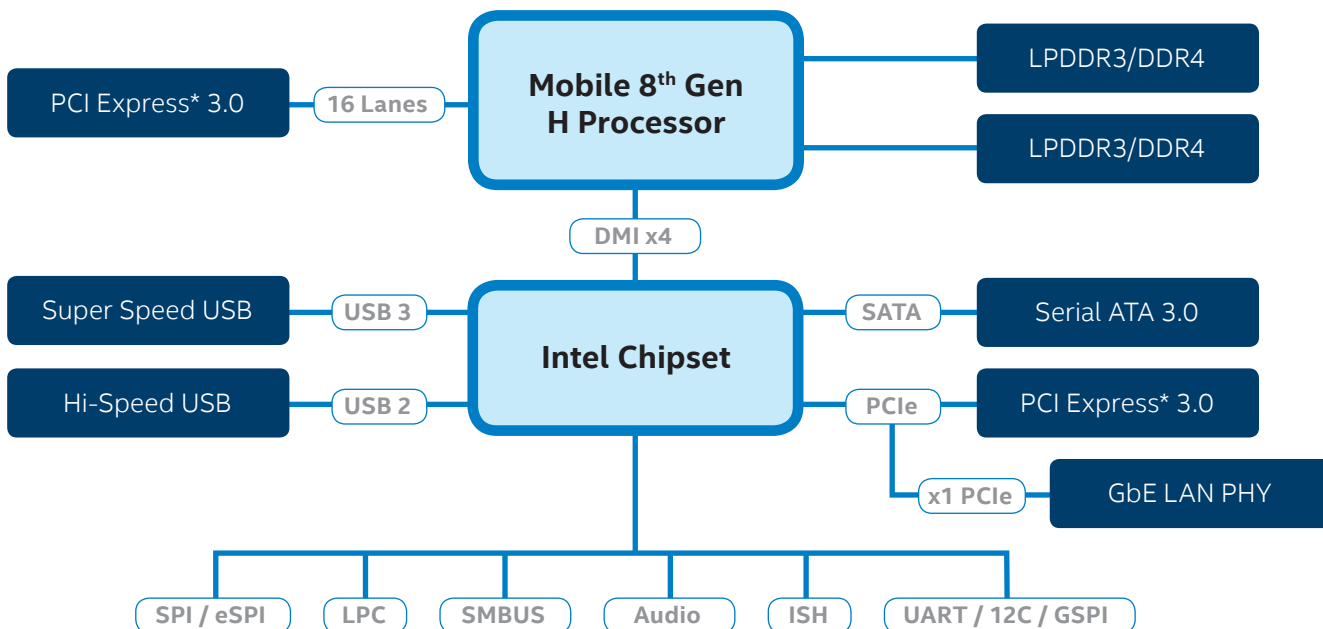 Mobile 8th Gen
H Processor
LPDDR3/DDR4
PCI Express* 3.0
16 Lanes
LPDDR3/DDR4
DMI x4
Super Speed USB
USB 3
SATA
Serial ATA 3.0
Intel Chipset
Hi-Speed USB
USB 2
PCIe
PCI Express* 3.0
x1 PCIe
GbE LAN PHY
SPI / eSPI
LPC
SMBUS
Audio
ISH
UART / 12C / GSPI